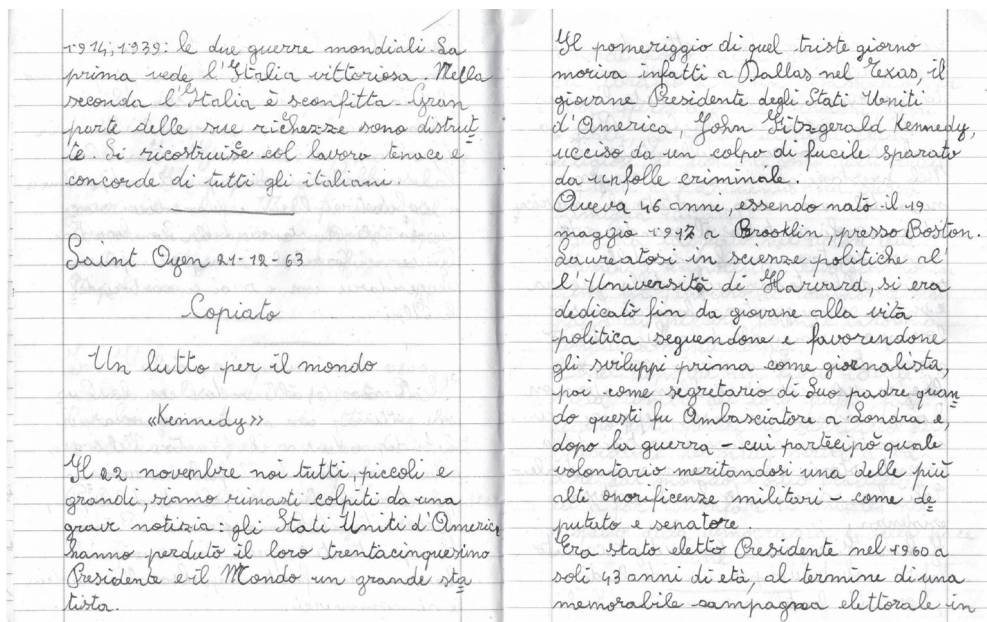 1914; 1939: le due guerre mondiali. La
prima vede l'Italia vittoriosa. Nella
seconda l'Italia è sconfitta. Gran
parte delle sue richezze sono distrut=
te. Si ricostruise col lavoro tenace e
concorde di tutti gli italiani.
Saint Oyen 21-12-63
Copiato
Un lutto per il mondo
«Kennedy»
Il 22 novembre noi tutti, piccoli e
grandi, siamo rimasti colpiti da una
grave notizia: gli Stati Uniti d'America
hanno perduto il loro trentacinquesimo
Presidente e il Mondo un grande sta=
tista.
Il pomeriggio di quel triste giorno
moriva infatti a Dallas nel Texas, il
giovane Presidente degli Stati Uniti
d'America, John Fitzgerald Kennedy,
ucciso da un colpo di fucile sparato
da un folle criminale.
Aveva 46 anni, essendo nato il 19
maggio 1917 a Brooklin, presso Boston.
Laureatosi in scienze politiche al
l'Università di Harvard, si era
dedicato fin da giovane alla vita
politica seguendone e favorendone
gli sviluppi prima come giornalista,
poi come segretario di Suo padre quan=
do questi fu Ambasciatore a Londra e,
dopo la guerra - cui partecipò quale
volontario meritandosi una delle più
alte onorificenze militari - come de=
putato e senatore.
Era stato eletto Presidente nel 1960 a
soli 43 anni di età, al termine di una
memorabile campagna elettorale in